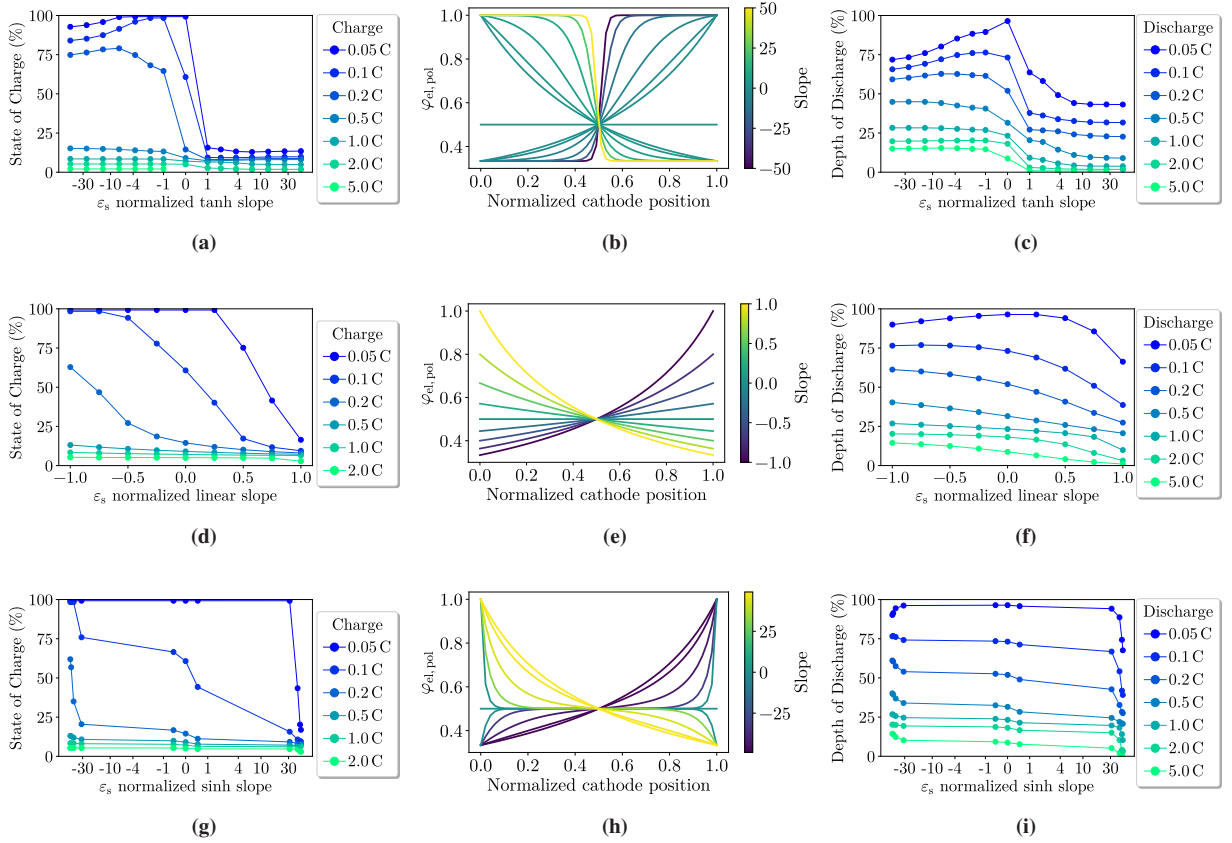 State of Charge (%)
100
75
50
25
0
-30 -10 -4 -1 0 1 4 10 30
εs normalized tanh slope
Charge
0.05 C
0.1 C
0.2 C
0.5 C
1.0 C
2.0 C
5.0 C
(a)
φel,pol
1.0
0.8
0.6
0.4
0.0 0.2 0.4 0.6 0.8 1.0
Normalized cathode position
50
25
0
−25
−50
Slope
(b)
Depth of Discharge (%)
100
75
50
25
0
-30 -10 -4 -1 0 1 4 10 30
εs normalized tanh slope
Discharge
0.05 C
0.1 C
0.2 C
0.5 C
1.0 C
2.0 C
5.0 C
(c)
State of Charge (%)
100
75
50
25
0
−1.0 −0.5 0.0 0.5 1.0
εs normalized linear slope
Charge
0.05 C
0.1 C
0.2 C
0.5 C
1.0 C
2.0 C
(d)
φel,pol
1.0
0.8
0.6
0.4
0.0 0.2 0.4 0.6 0.8 1.0
Normalized cathode position
1.0
0.5
0.0
−0.5
−1.0
Slope
(e)
Depth of Discharge (%)
100
75
50
25
0
−1.0 −0.5 0.0 0.5 1.0
εs normalized linear slope
Discharge
0.05 C
0.1 C
0.2 C
0.5 C
1.0 C
2.0 C
5.0 C
(f)
State of Charge (%)
100
75
50
25
0
-30 -10 -4 -1 0 1 4 10 30
εs normalized sinh slope
Charge
0.05 C
0.1 C
0.2 C
0.5 C
1.0 C
2.0 C
(g)
φel,pol
1.0
0.8
0.6
0.4
0.0 0.2 0.4 0.6 0.8 1.0
Normalized cathode position
25
0
−25
Slope
(h)
Depth of Discharge (%)
100
75
50
25
0
-30 -10 -4 -1 0 1 4 10 30
εs normalized sinh slope
Discharge
0.05 C
0.1 C
0.2 C
0.5 C
1.0 C
2.0 C
5.0 C
(i)